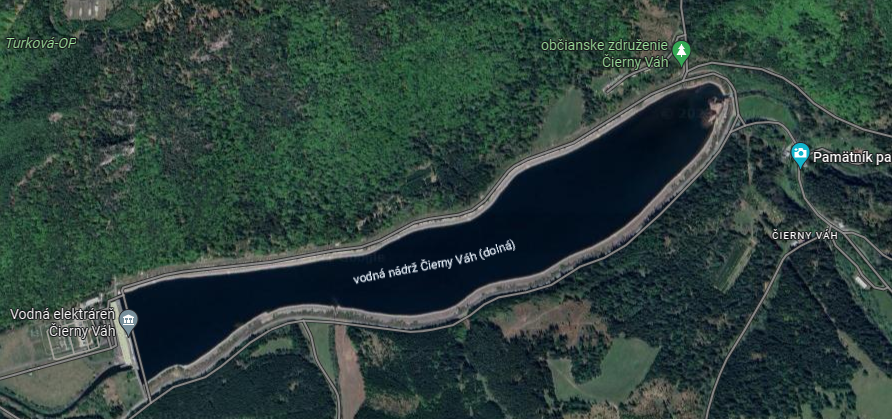 Turková-OP
občianske združenie
Čierny Váh
Pamätník pa
ČIERNY VÁH
vodná nádrž Čierny Váh (dolná)
Vodná elektráreň
Čierny Váh